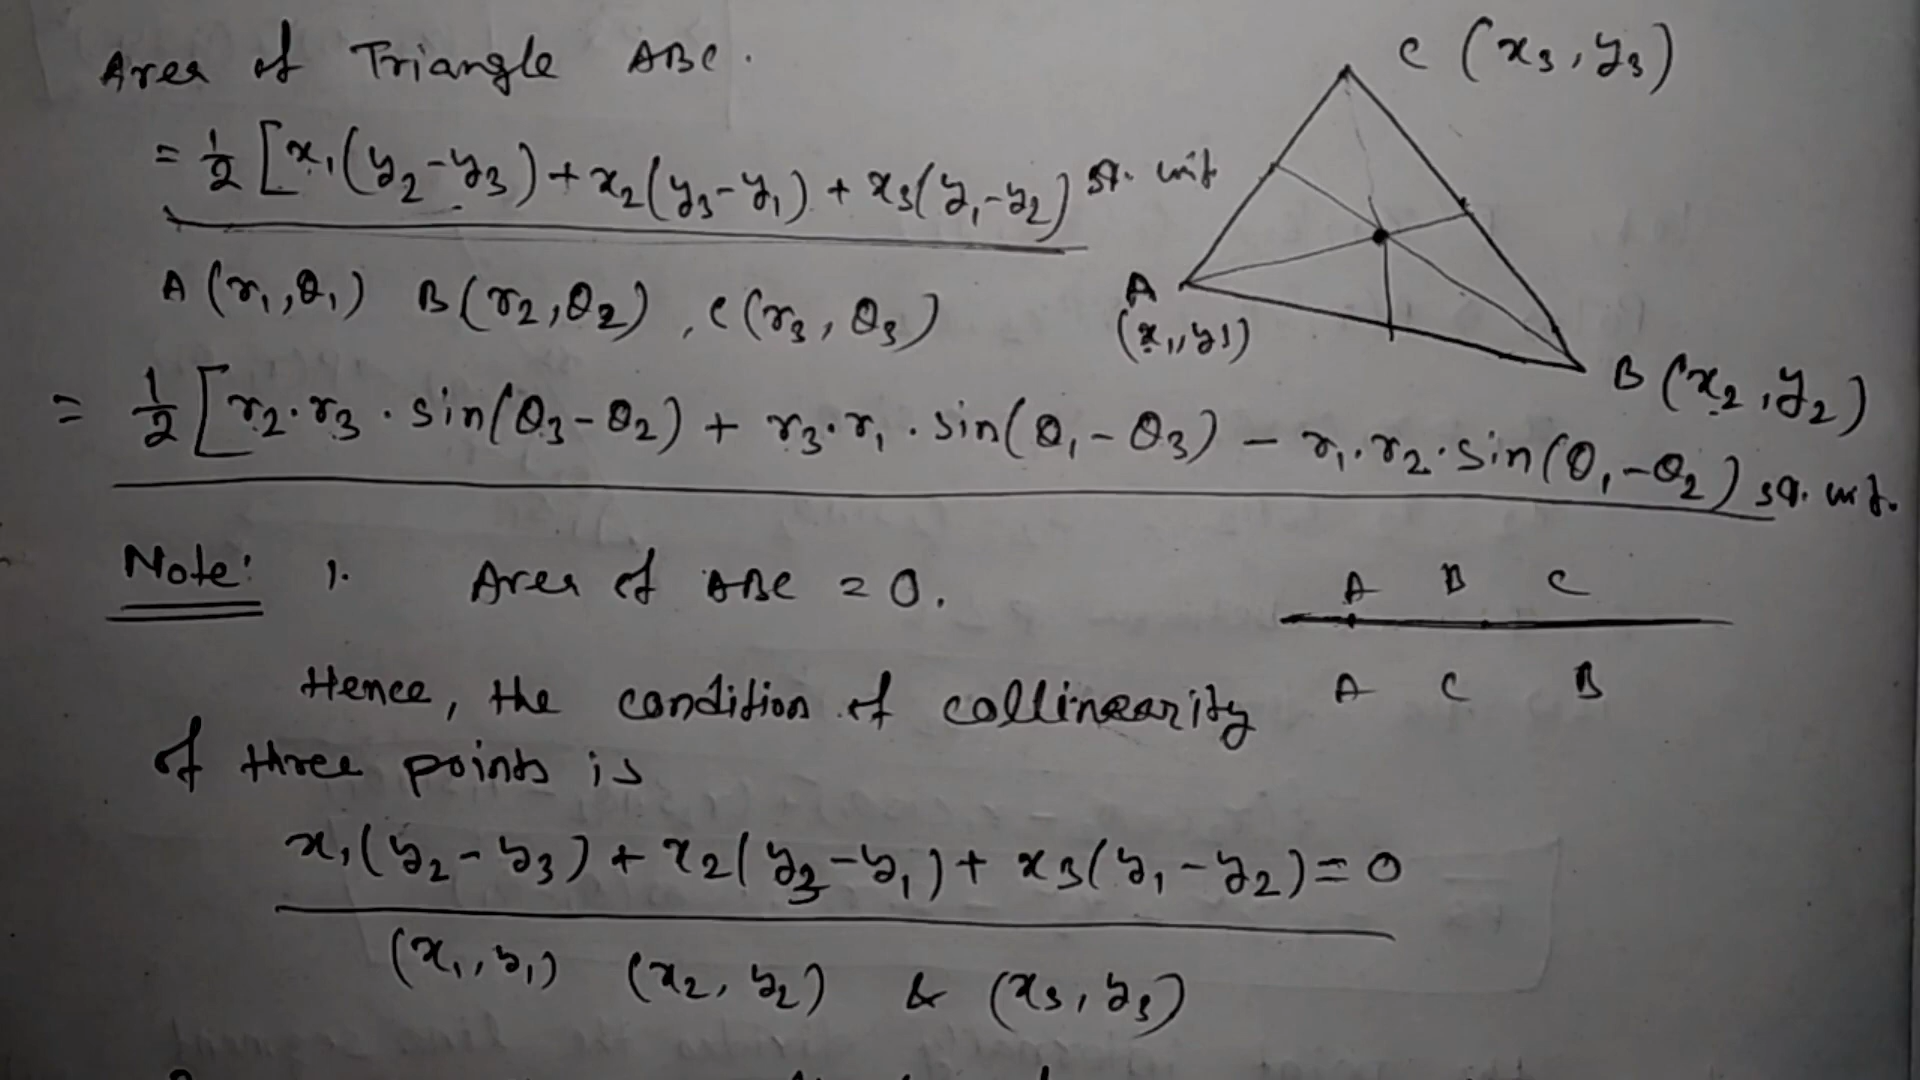 Area of Triangle ABC.
C (x₃, y₃)
= 1/2 [x₁(y₂-y₃) + x₂(y₃-y₁) + x₃(y₁-y₂)] sq. unit
A (r₁, θ₁) B (r₂, θ₂), C (r₃, θ₃)
A
(x₁, y₁)
B (x₂, y₂)
= 1/2 [r₂.r₃ . sin(θ₃-θ₂) + r₃.r₁ . sin(θ₁-θ₃) - r₁.r₂.sin(θ₁-θ₂) sq. unit.
Note: 1. Area of ABC = 0.
A B C
Hence, the condition of collinearity
A C B
of three points is
x₁(y₂-y₃) + x₂(y₃-y₁) + x₃(y₁-y₂) = 0
(x₁, y₁) (x₂, y₂) & (x₃, y₃)